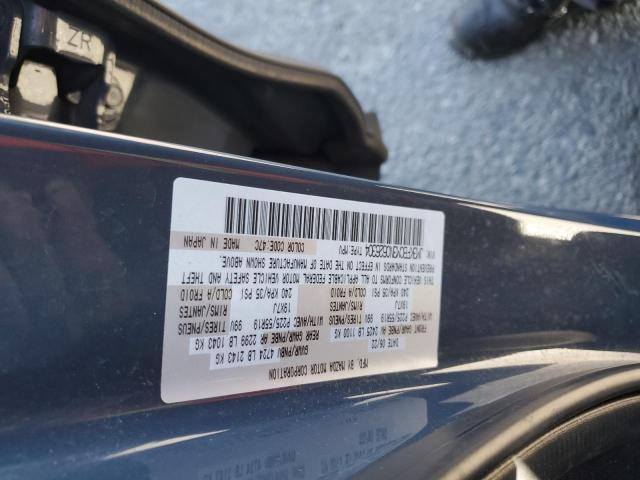 ZR
MFD. BY MAZDA MOTOR CORPORATION
DATE: 06/22 GVWR/PNBV 4724 LB 2143 KG
FRONT GAWR/PNBE AV 2425 LB 1100 KG REAR GAWR/PNBE AR 2299 LB 1043 KG
WITH/AVEC P225/55R19 WITH/AVEC P225/55R19
TIRES/PNEUS 99V TIRES/PNEUS 99V
RIMS/JANTES 19X7J RIMS/JANTES 19X7J
240 KPA/35 PSI COLD/A FROID 240 KPA/35 PSI COLD/A FROID
THIS VEHICLE CONFORMS TO ALL APPLICABLE FEDERAL MOTOR VEHICLE SAFETY AND THEFT
PREVENTION STANDARDS IN EFFECT ON THE DATE OF MANUFACTURE SHOWN ABOVE.
VIN: TYPE:MPV COLOR CODE:47C MADE IN JAPAN